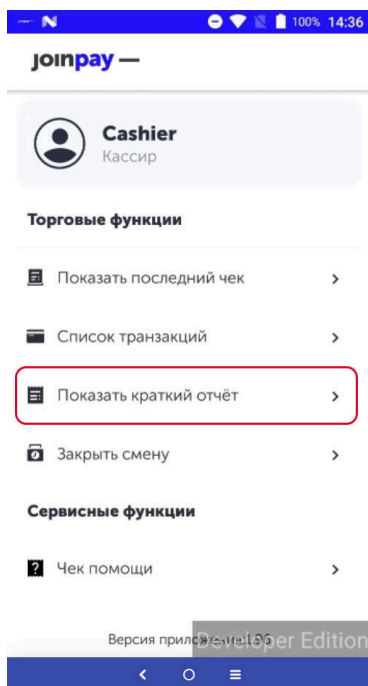 100% 14:36
joinpay
Cashier
Кассир
Торговые функции
Показать последний чек
Список транзакций
Показать краткий отчёт
Закрыть смену
Сервисные функции
Чек помощи
Версия приложения
Developer Edition